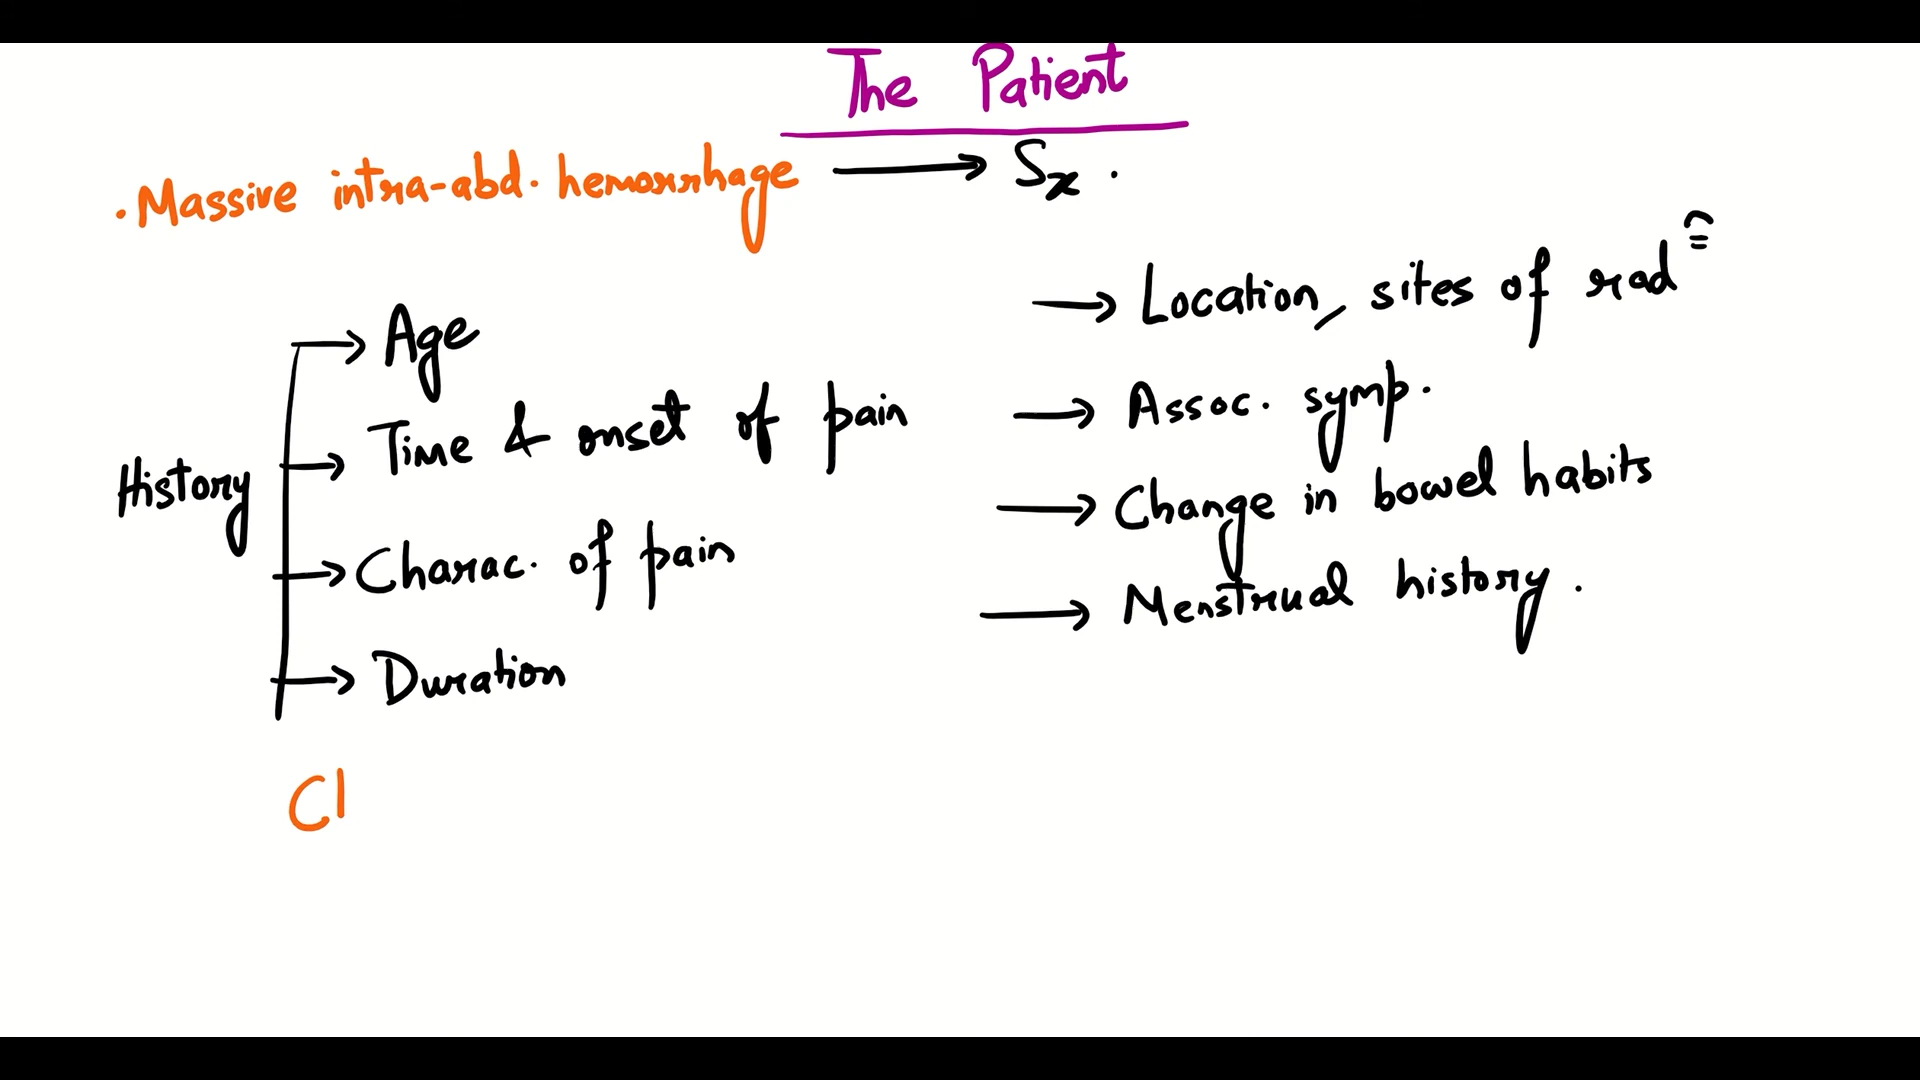 The Patient
. Massive intra-abd. hemorrhage → Sx .
History
→ Age
→ Time & onset of pain
→ Charac. of pain
→ Duration
→ Location, sites of rad
→ Assoc. symp.
→ Change in bowel habits
→ Menstrual history .
Cl